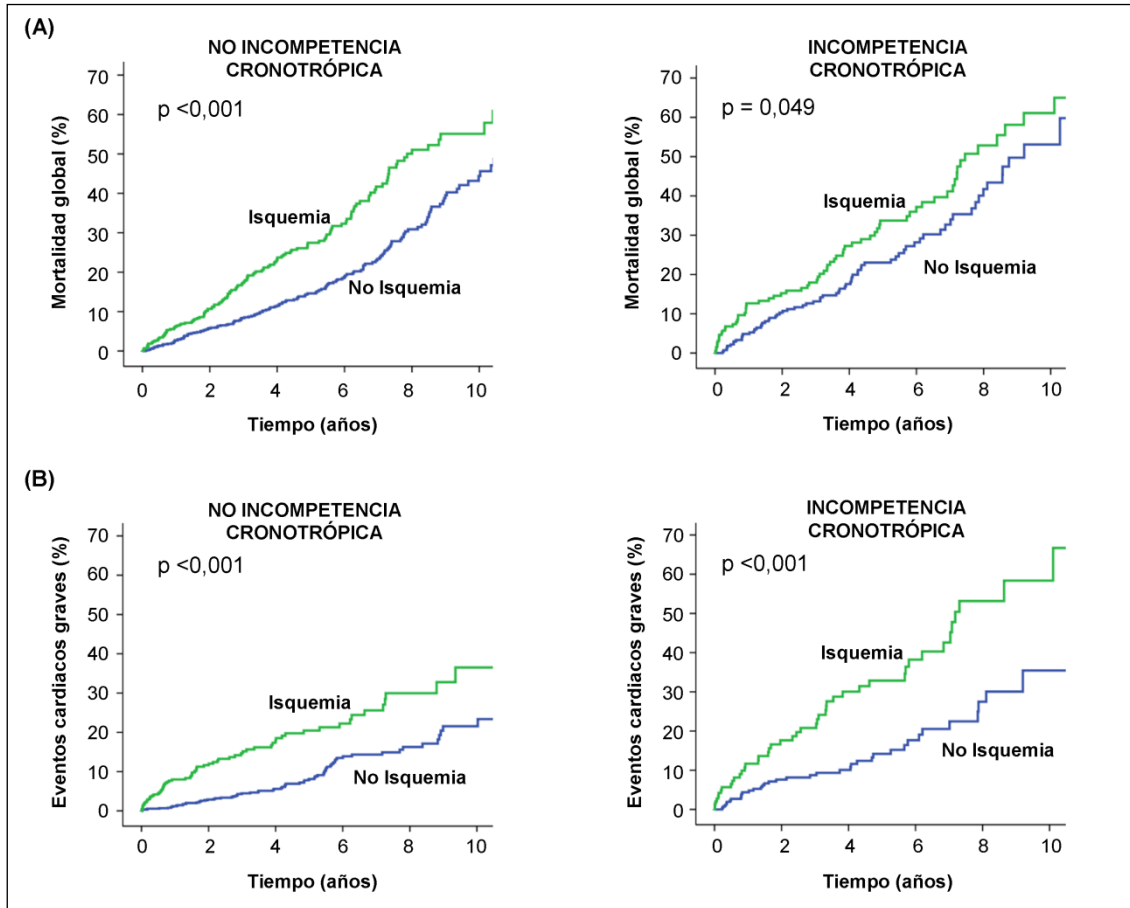 (A)
NO INCOMPETENCIA
CRONOTRÓPICA
p <0,001
Mortalidad global (%)
70
60
50
40
30
20
10
0
Isquemia
No Isquemia
0 2 4 6 8 10
Tiempo (años)
INCOMPETENCIA
CRONOTRÓPICA
p = 0,049
Mortalidad global (%)
70
60
50
40
30
20
10
0
Isquemia
No Isquemia
0 2 4 6 8 10
Tiempo (años)
(B)
NO INCOMPETENCIA
CRONOTRÓPICA
p <0,001
Eventos cardiacos graves (%)
70
60
50
40
30
20
10
0
Isquemia
No Isquemia
0 2 4 6 8 10
Tiempo (años)
INCOMPETENCIA
CRONOTRÓPICA
p <0,001
Eventos cardiacos graves (%)
70
60
50
40
30
20
10
0
Isquemia
No Isquemia
0 2 4 6 8 10
Tiempo (años)